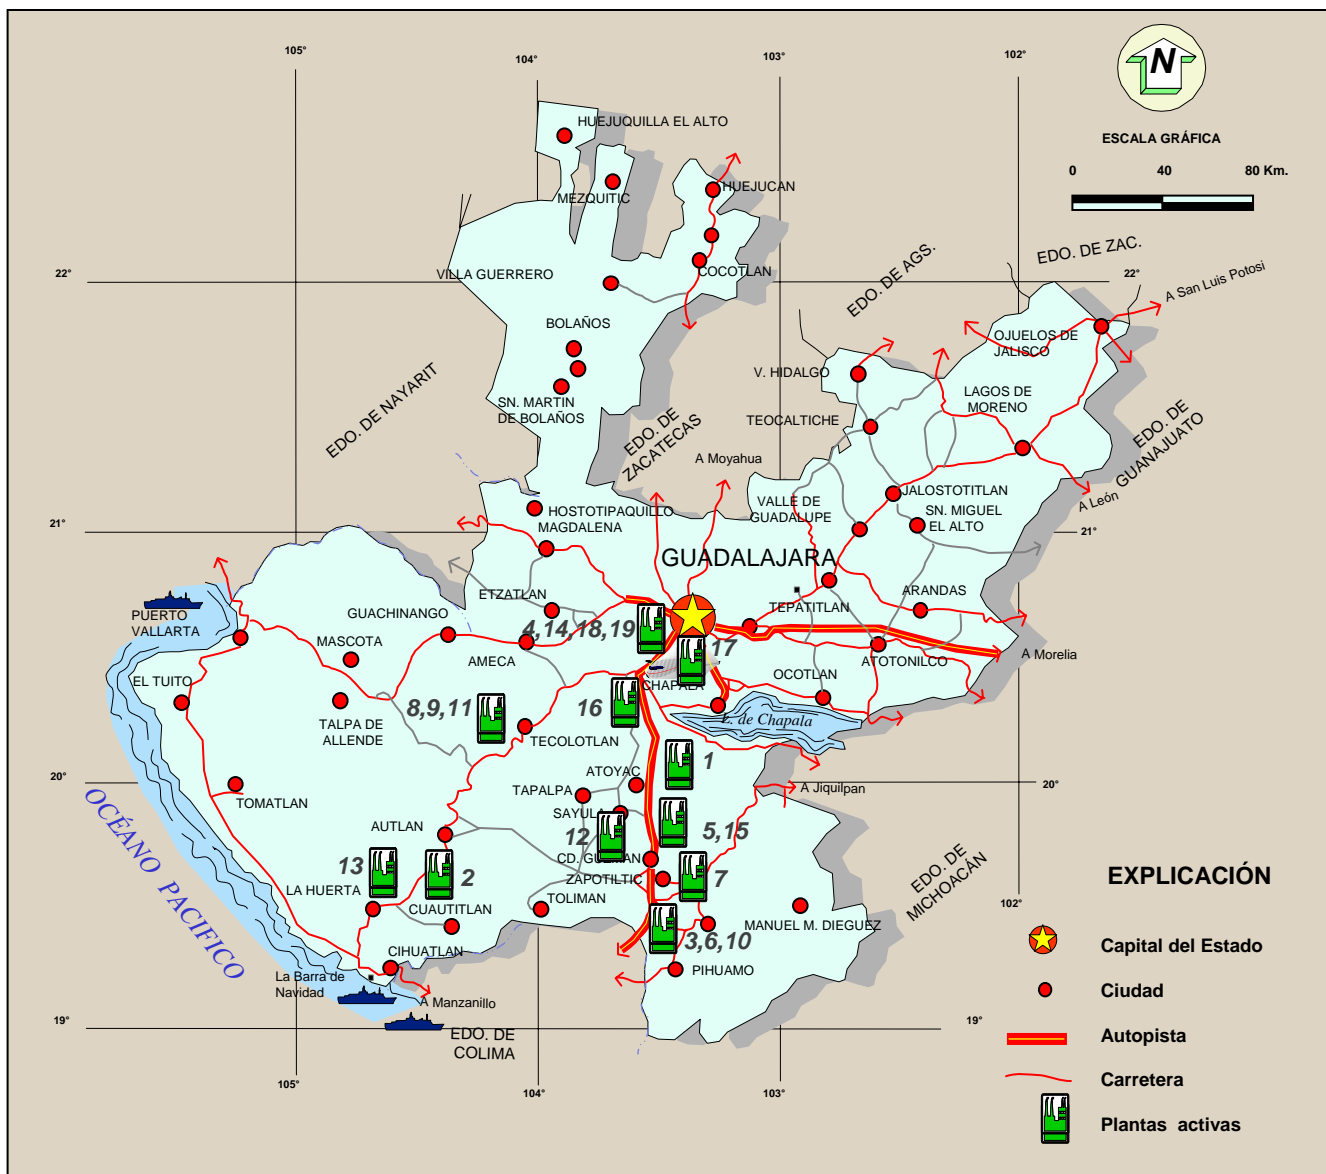 105°
104°
103°
102°
N
ESCALA GRÁFICA
0 40 80 Km.
HUEJUQUILLA EL ALTO
MEZQUITIC
HUEJUCAN
VILLA GUERRERO
COCOTLAN
22°
22°
EDO. DE AGS.
EDO. DE ZAC.
A San Luis Potosi
BOLAÑOS
OJUELOS DE
JALISCO
V. HIDALGO
SN. MARTIN
DE BOLAÑOS
EDO. DE NAYARIT
EDO. DE
ZACATECAS
LAGOS DE
MORENO
TEOCALTICHE
EDO. DE
GUANAJUATO
A Moyahua
VALLE DE
GUADALUPE
JALOSTOTITLAN
A León
HOSTOTIPAQUILLO
MAGDALENA
SN. MIGUEL
EL ALTO
21°
21°
GUADALAJARA
ETZATLAN
TEPATITLAN
ARANDAS
PUERTO
VALLARTA
GUACHINANGO
4,14,18,19
MASCOTA
AMECA
17
ATOTONILCO
A Morelia
EL TUITO
CHAPALA
OCOTLAN
8,9,11
16
TALPA DE
ALLENDE
L. de Chapala
TECOLOTLAN
ATOYAC
1
20°
20°
TAPALPA
A Jiquilpan
TOMATLAN
SAYULA
AUTLAN
12
5,15
OCÉANO PACIFICO
CD. GUZMAN
EDO. DE
MICHOACÁN
13
2
ZAPOTILTIC
7
EXPLICACIÓN
LA HUERTA
TOLIMAN
102°
CUAUTITLAN
MANUEL M. DIEGUEZ
3,6,10
Capital del Estado
CIHUATLAN
PIHUAMO
La Barra de
Navidad
Ciudad
A Manzanillo
19°
19°
EDO. DE
COLIMA
Autopista
Carretera
105°
104°
103°
Plantas activas